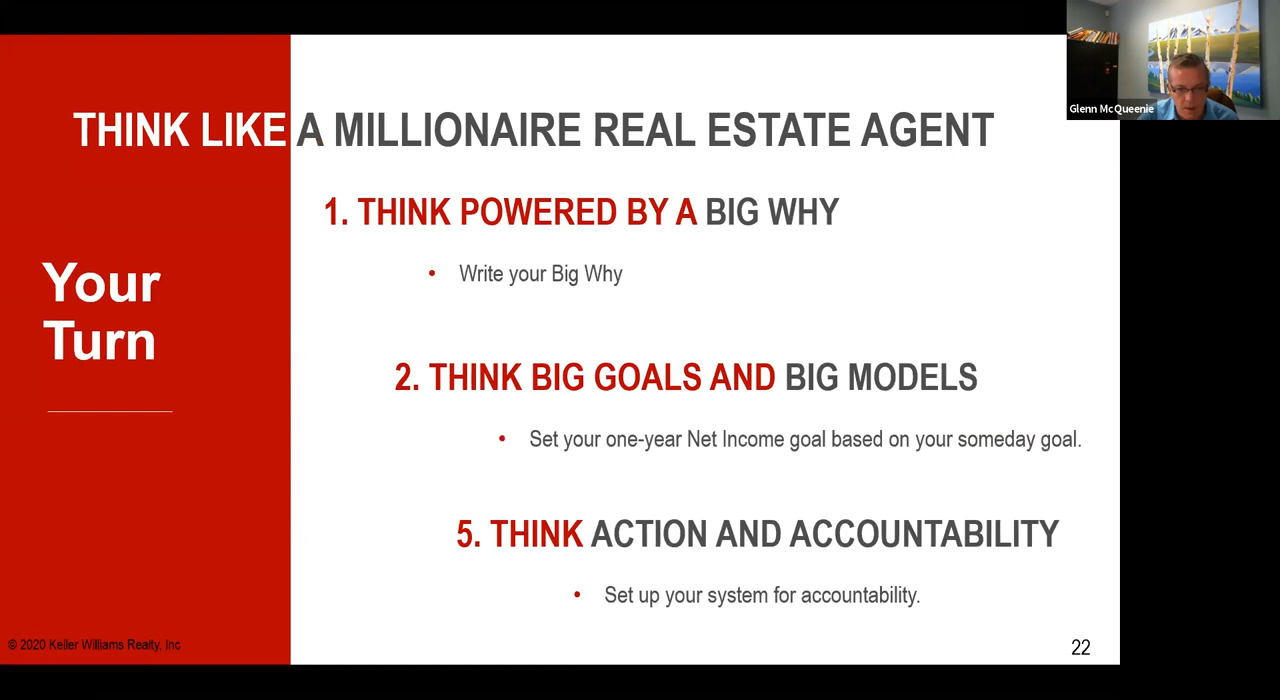 Glenn McQueenie
THINK LIKE A MILLIONAIRE REAL ESTATE AGENT
Your
Turn
1. THINK POWERED BY A BIG WHY
• Write your Big Why
2. THINK BIG GOALS AND BIG MODELS
• Set your one-year Net Income goal based on your someday goal.
5. THINK ACTION AND ACCOUNTABILITY
• Set up your system for accountability.
© 2020 Keller Williams Realty, Inc
22